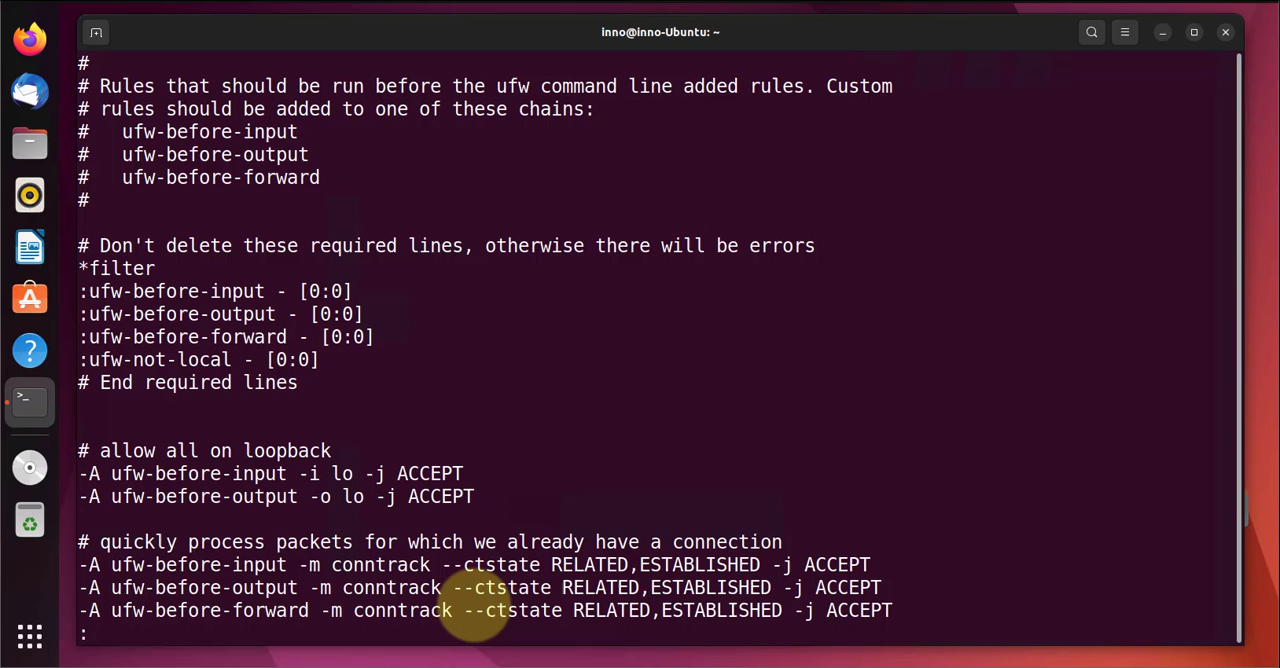 inno@inno-Ubuntu: ~
#
# Rules that should be run before the ufw command line added rules. Custom
# rules should be added to one of these chains:
#   ufw-before-input
#   ufw-before-output
#   ufw-before-forward
#
# Don't delete these required lines, otherwise there will be errors
*filter
:ufw-before-input - [0:0]
:ufw-before-output - [0:0]
:ufw-before-forward - [0:0]
:ufw-not-local - [0:0]
# End required lines
# allow all on loopback
-A ufw-before-input -i lo -j ACCEPT
-A ufw-before-output -o lo -j ACCEPT
# quickly process packets for which we already have a connection
-A ufw-before-input -m conntrack --ctstate RELATED,ESTABLISHED -j ACCEPT
-A ufw-before-output -m conntrack --ctstate RELATED,ESTABLISHED -j ACCEPT
-A ufw-before-forward -m conntrack --ctstate RELATED,ESTABLISHED -j ACCEPT
: